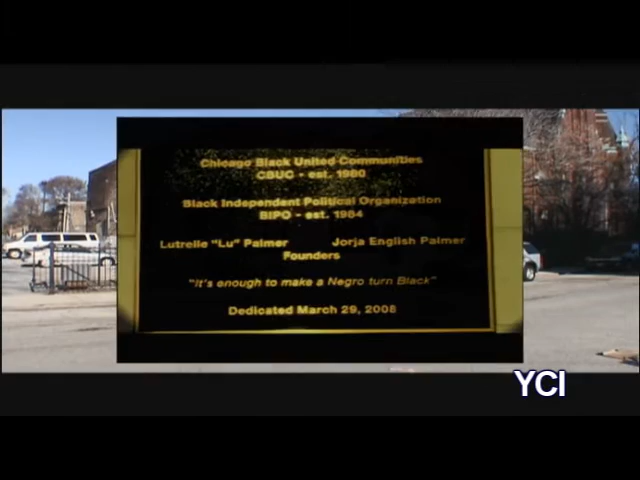 Chicago Black United Communities
CBUC - est. 1980
Black Independent Political Organization
BIPO - est. 1984
Lutrelle "Lu" Palmer Jorja English Palmer
Founders
"It's enough to make a Negro turn Black"
Dedicated March 29, 2008
YCI